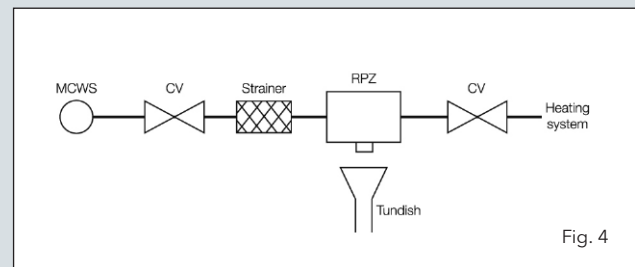 MCWS
CV
Strainer
RPZ
CV
Heating
system
Tundish
Fig. 4